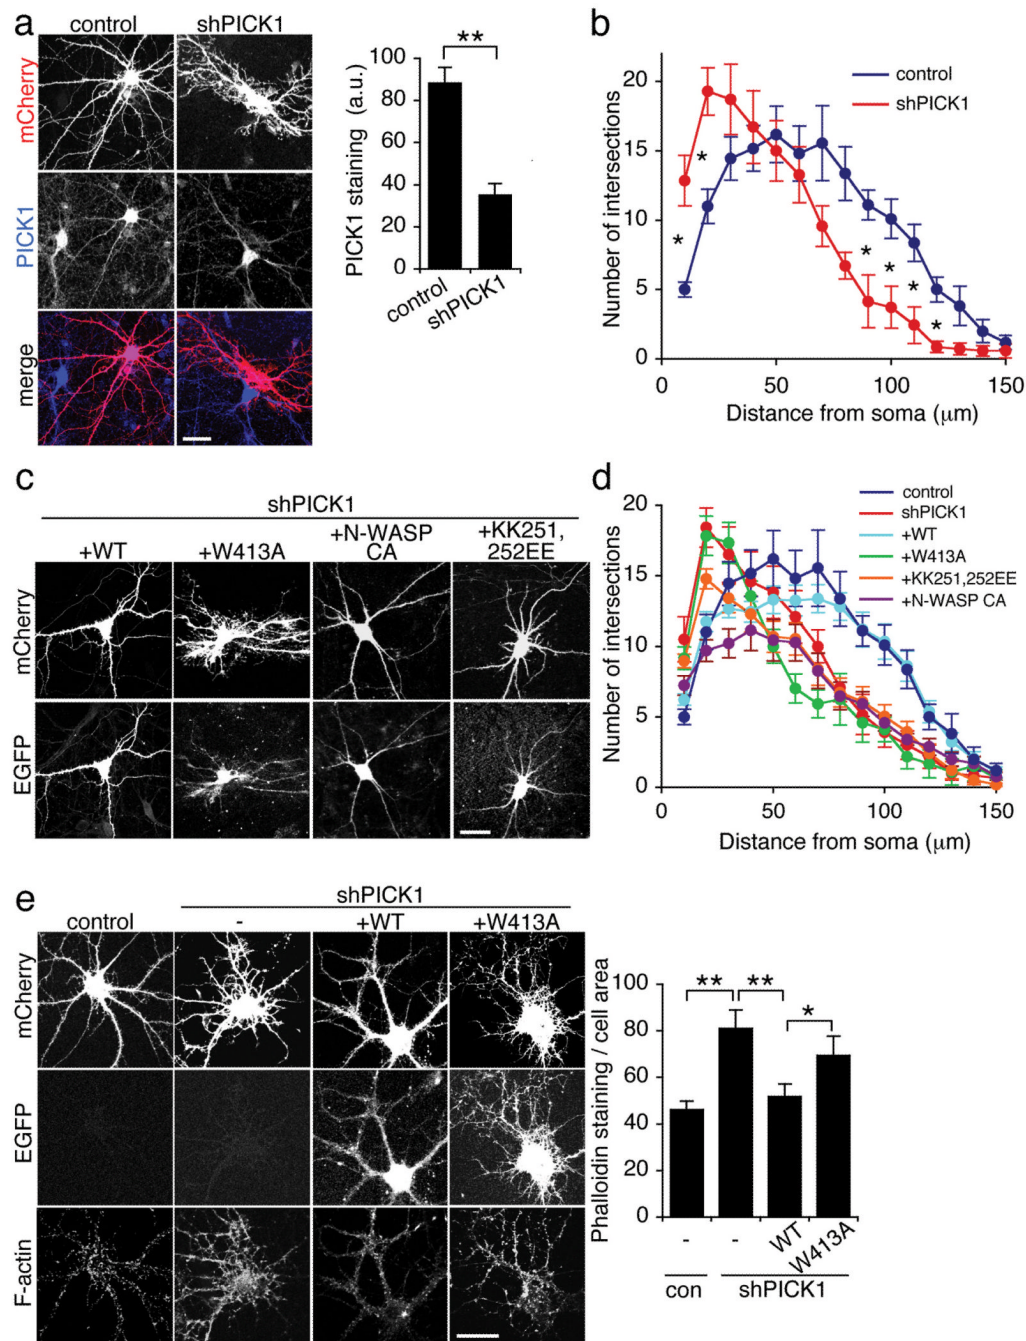 a
control shPICK1
mCherry
PICK1
merge
PICK1 staining (a.u.)
100
80
60
40
20
0
**
control
shPICK1
b
Number of intersections
20
15
10
5
0
control
shPICK1
*
*
*
*
*
*
0 50 100 150
Distance from soma (μm)
c
shPICK1
+WT +W413A +N-WASP CA +KK251, 252EE
mCherry
EGFP
d
Number of intersections
20
15
10
5
0
control
shPICK1
+WT
+W413A
+KK251,252EE
+N-WASP CA
0 50 100 150
Distance from soma (μm)
e
shPICK1
control - +WT +W413A
mCherry
EGFP
F-actin
Phalloidin staining / cell area
100
80
60
40
20
0
** **
*
- - WT W413A
con shPICK1